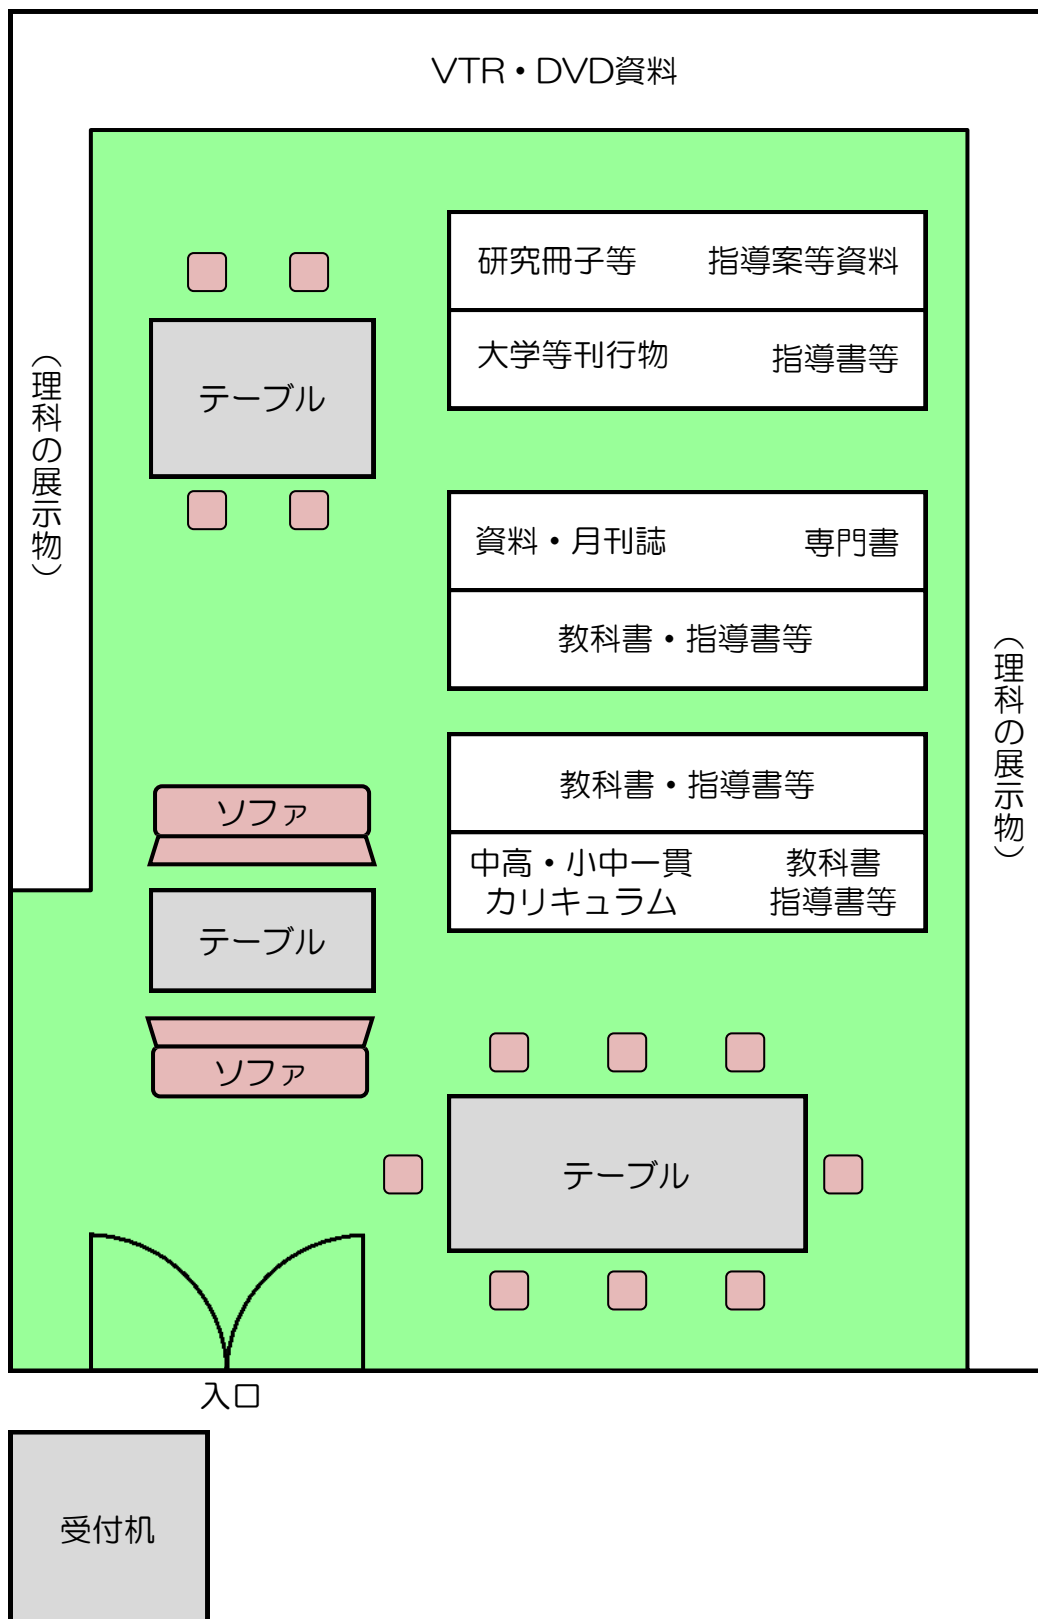 VTR・DVD資料
研究冊子等 指導案等資料
大学等刊行物 指導書等
テーブル
（理科の展示物）
資料・月刊誌 専門書
教科書・指導書等
（理科の展示物）
教科書・指導書等
中高・小中一貫 教科書
カリキュラム 指導書等
ソファ
テーブル
ソファ
テーブル
入口
受付机